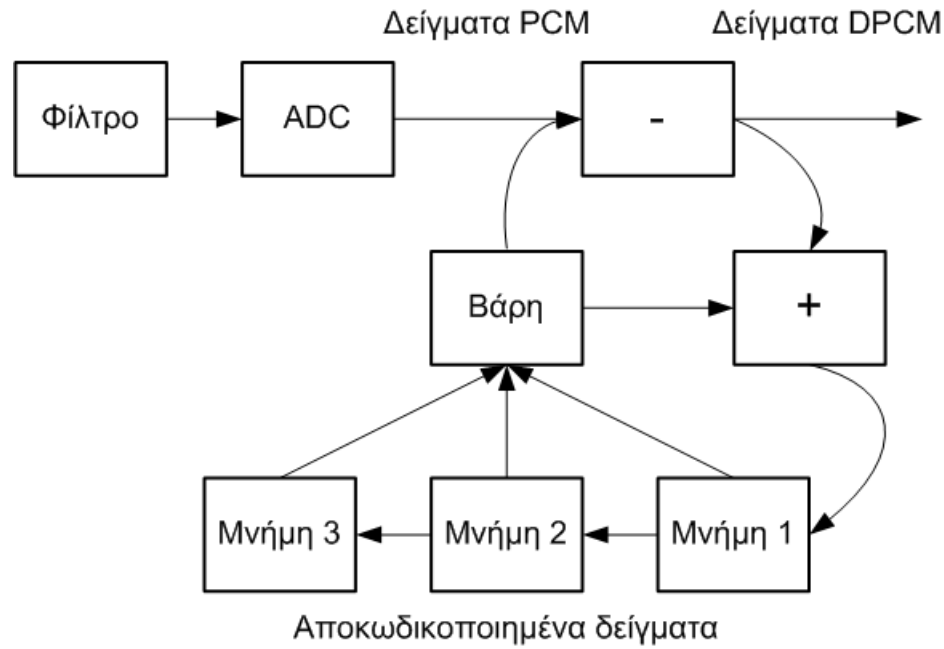 Δείγματα PCM
Δείγματα DPCM
Φίλτρο
ADC
-
Βάρη
+
Μνήμη 3
Μνήμη 2
Μνήμη 1
Αποκωδικοποιημένα δείγματα